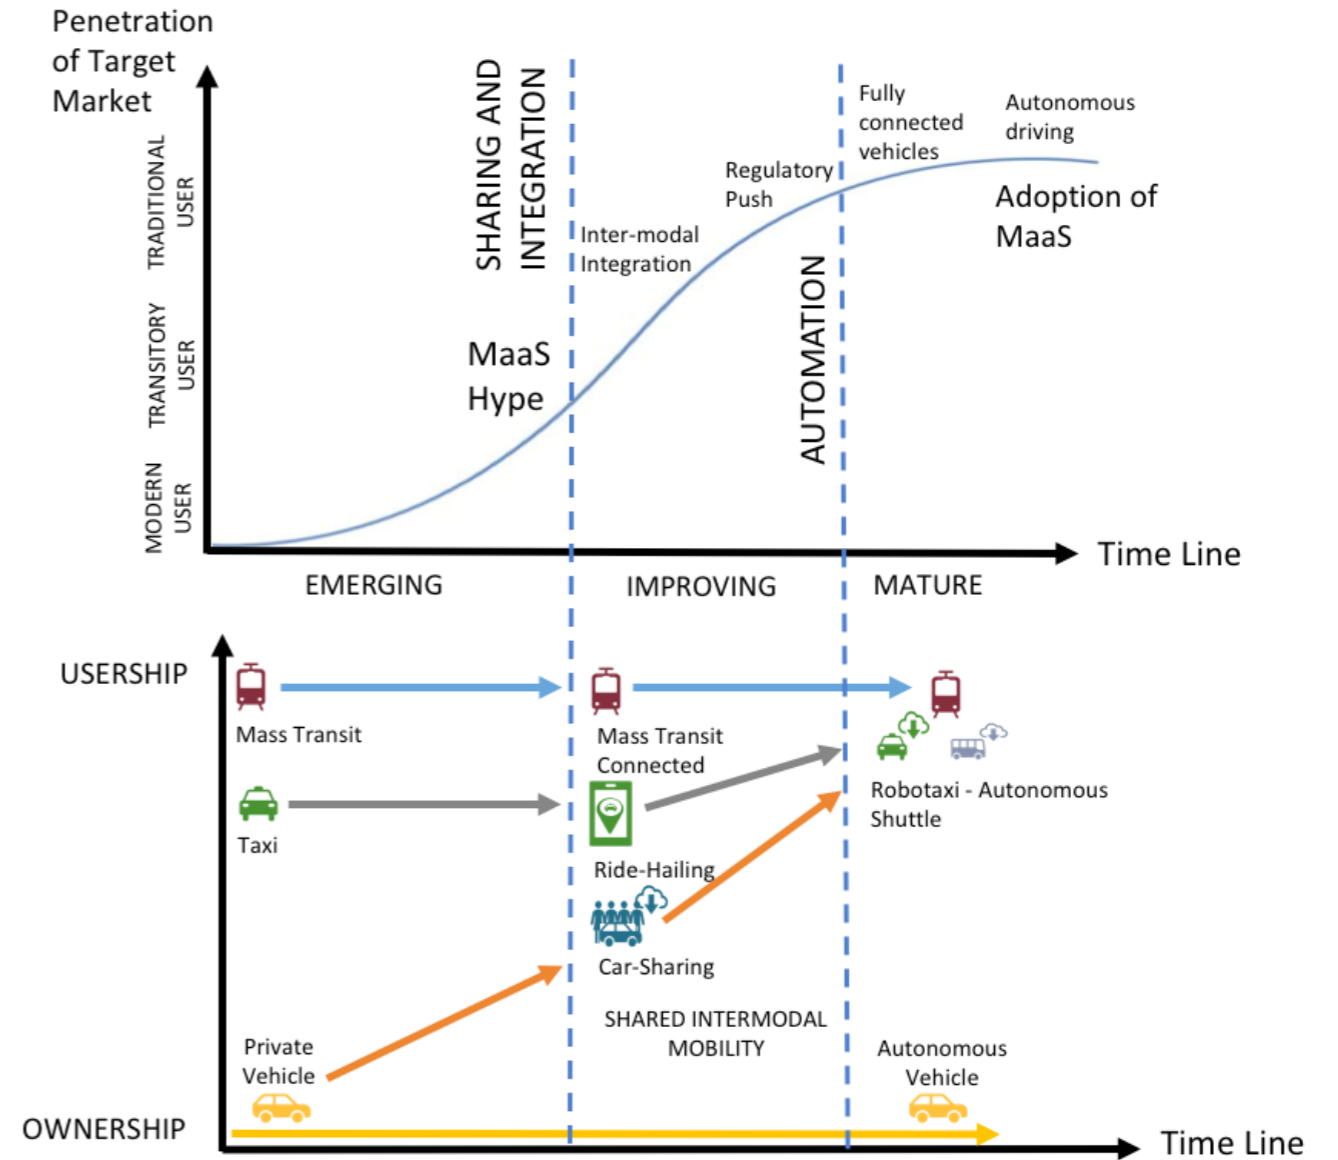 Penetration
of Target
Market
TRADITIONAL
USER
TRANSITORY
USER
MODERN
USER
SHARING AND
INTEGRATION
MaaS
Hype
Inter-modal
Integration
Regulatory
Push
AUTOMATION
Fully
connected
vehicles
Autonomous
driving
Adoption of
MaaS
Time Line
EMERGING
IMPROVING
MATURE
USERSHIP
Mass Transit
Mass Transit
Connected
Taxi
Ride-Hailing
Robotaxi - Autonomous
Shuttle
Car-Sharing
SHARED INTERMODAL
MOBILITY
Private
Vehicle
Autonomous
Vehicle
OWNERSHIP
Time Line